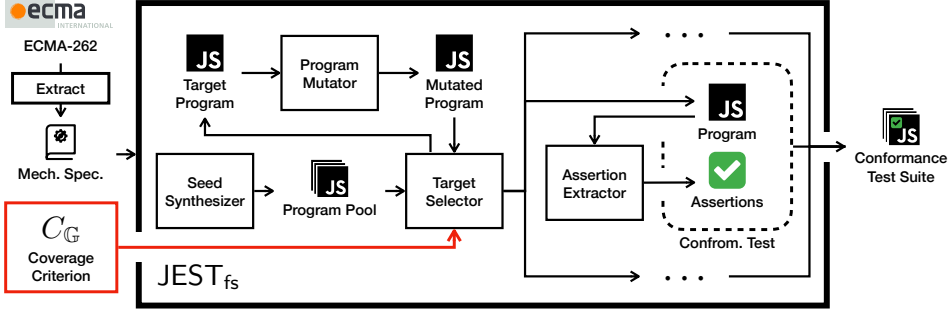 ecma
INTERNATIONAL
ECMA-262
Extract
Mech. Spec.
C𝔾
Coverage
Criterion
JS
Target
Program
Program
Mutator
JS
Mutated
Program
Seed
Synthesizer
JS
Program Pool
Target
Selector
JESTfs
• • •
JS
Program
Assertion
Extractor
Assertions
Confrom. Test
• • •
JS
Conformance
Test Suite